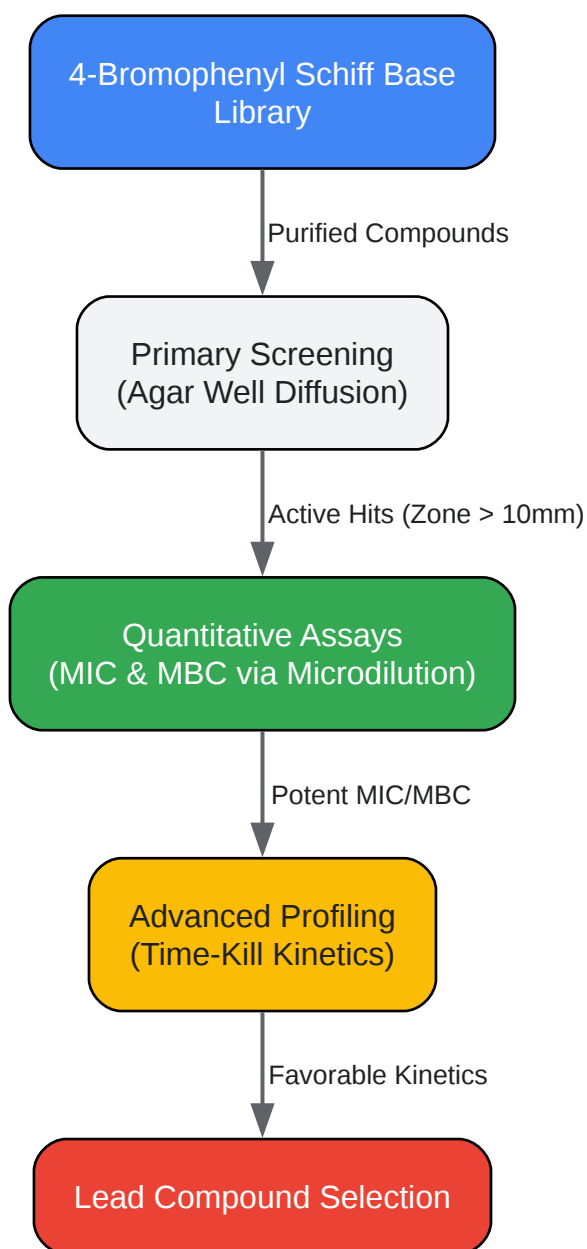 4-Bromophenyl Schiff Base
Library
Purified Compounds
Primary Screening
(Agar Well Diffusion)
Active Hits (Zone > 10mm)
Quantitative Assays
(MIC & MBC via Microdilution)
Potent MIC/MBC
Advanced Profiling
(Time-Kill Kinetics)
Favorable Kinetics
Lead Compound Selection